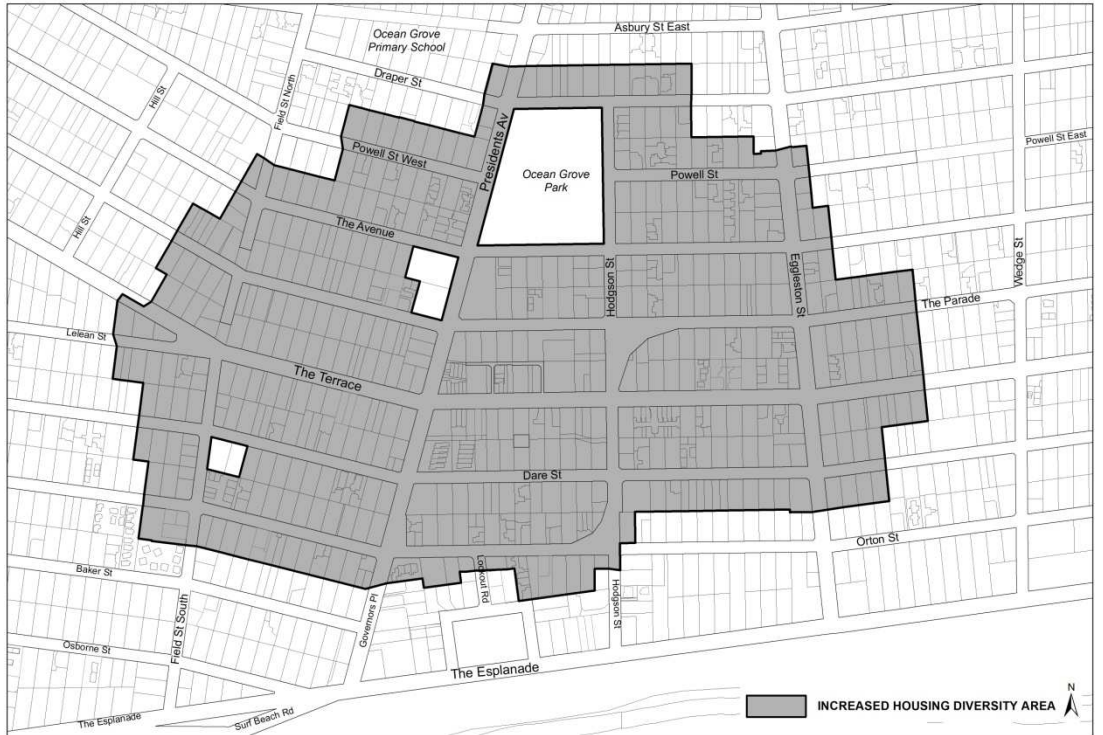 Asbury St East
Ocean Grove
Primary School
Draper St
Hill St
Field St North
Presidents Av
Powell St West
Ocean Grove
Park
Powell St
Powell St East
Hill St
The Avenue
Hodgson St
Eggleston St
Wedge St
The Parade
Lelean St
The Terrace
Dare St
Orton St
Baker St
Lookout Rd
Hodgson St
Governors Pl
Field St South
Osborne St
The Esplanade
The Esplanade
Surf Beach Rd
INCREASED HOUSING DIVERSITY AREA
N